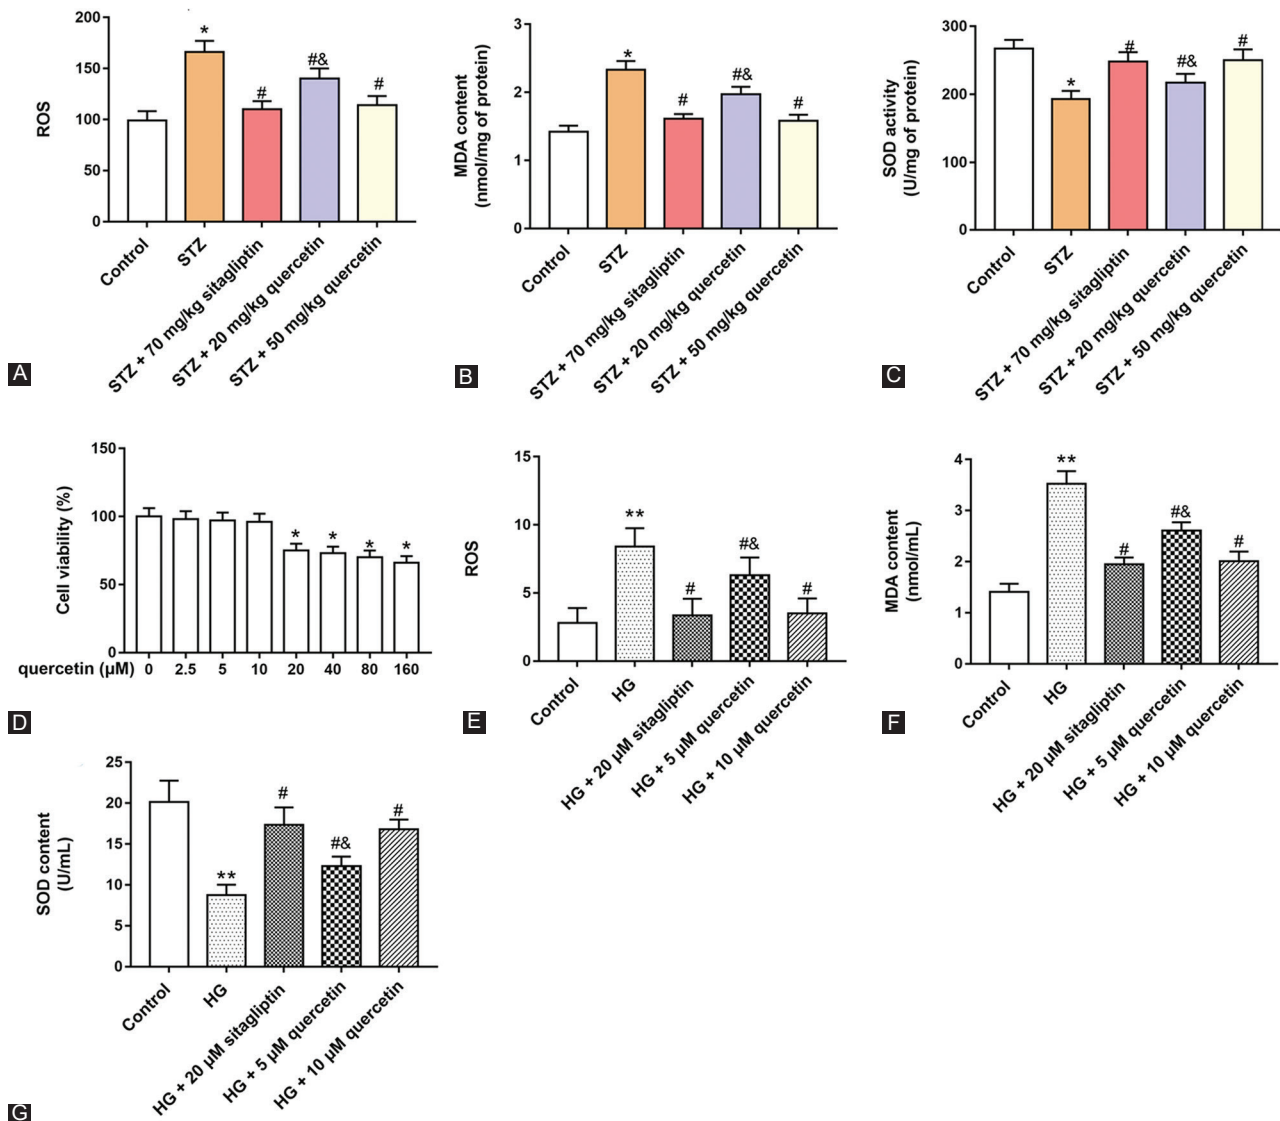 ROS
200
150
100
50
0
*
#
#&
#
Control
STZ
STZ + 70 mg/kg sitagliptin
STZ + 20 mg/kg quercetin
STZ + 50 mg/kg quercetin
A
MDA content
(nmol/mg of protein)
3
2
1
0
*
#
#&
#
Control
STZ
STZ + 70 mg/kg sitagliptin
STZ + 20 mg/kg quercetin
STZ + 50 mg/kg quercetin
B
SOD activity
(U/mg of protein)
300
200
100
0
*
#
#&
#
Control
STZ
STZ + 70 mg/kg sitagliptin
STZ + 20 mg/kg quercetin
STZ + 50 mg/kg quercetin
C
Cell viability (%)
150
100
50
0
* * * *
quercetin (μM) 0 2.5 5 10 20 40 80 160
D
ROS
15
10
5
0
**
#
#&
#
Control
HG
HG + 20 μM sitagliptin
HG + 5 μM quercetin
HG + 10 μM quercetin
E
MDA content
(nmol/mL)
4
3
2
1
0
**
#
#&
#
Control
HG
HG + 20 μM sitagliptin
HG + 5 μM quercetin
HG + 10 μM quercetin
F
SOD content
(U/mL)
25
20
15
10
5
0
**
#
#&
#
Control
HG
HG + 20 μM sitagliptin
HG + 5 μM quercetin
HG + 10 μM quercetin
G